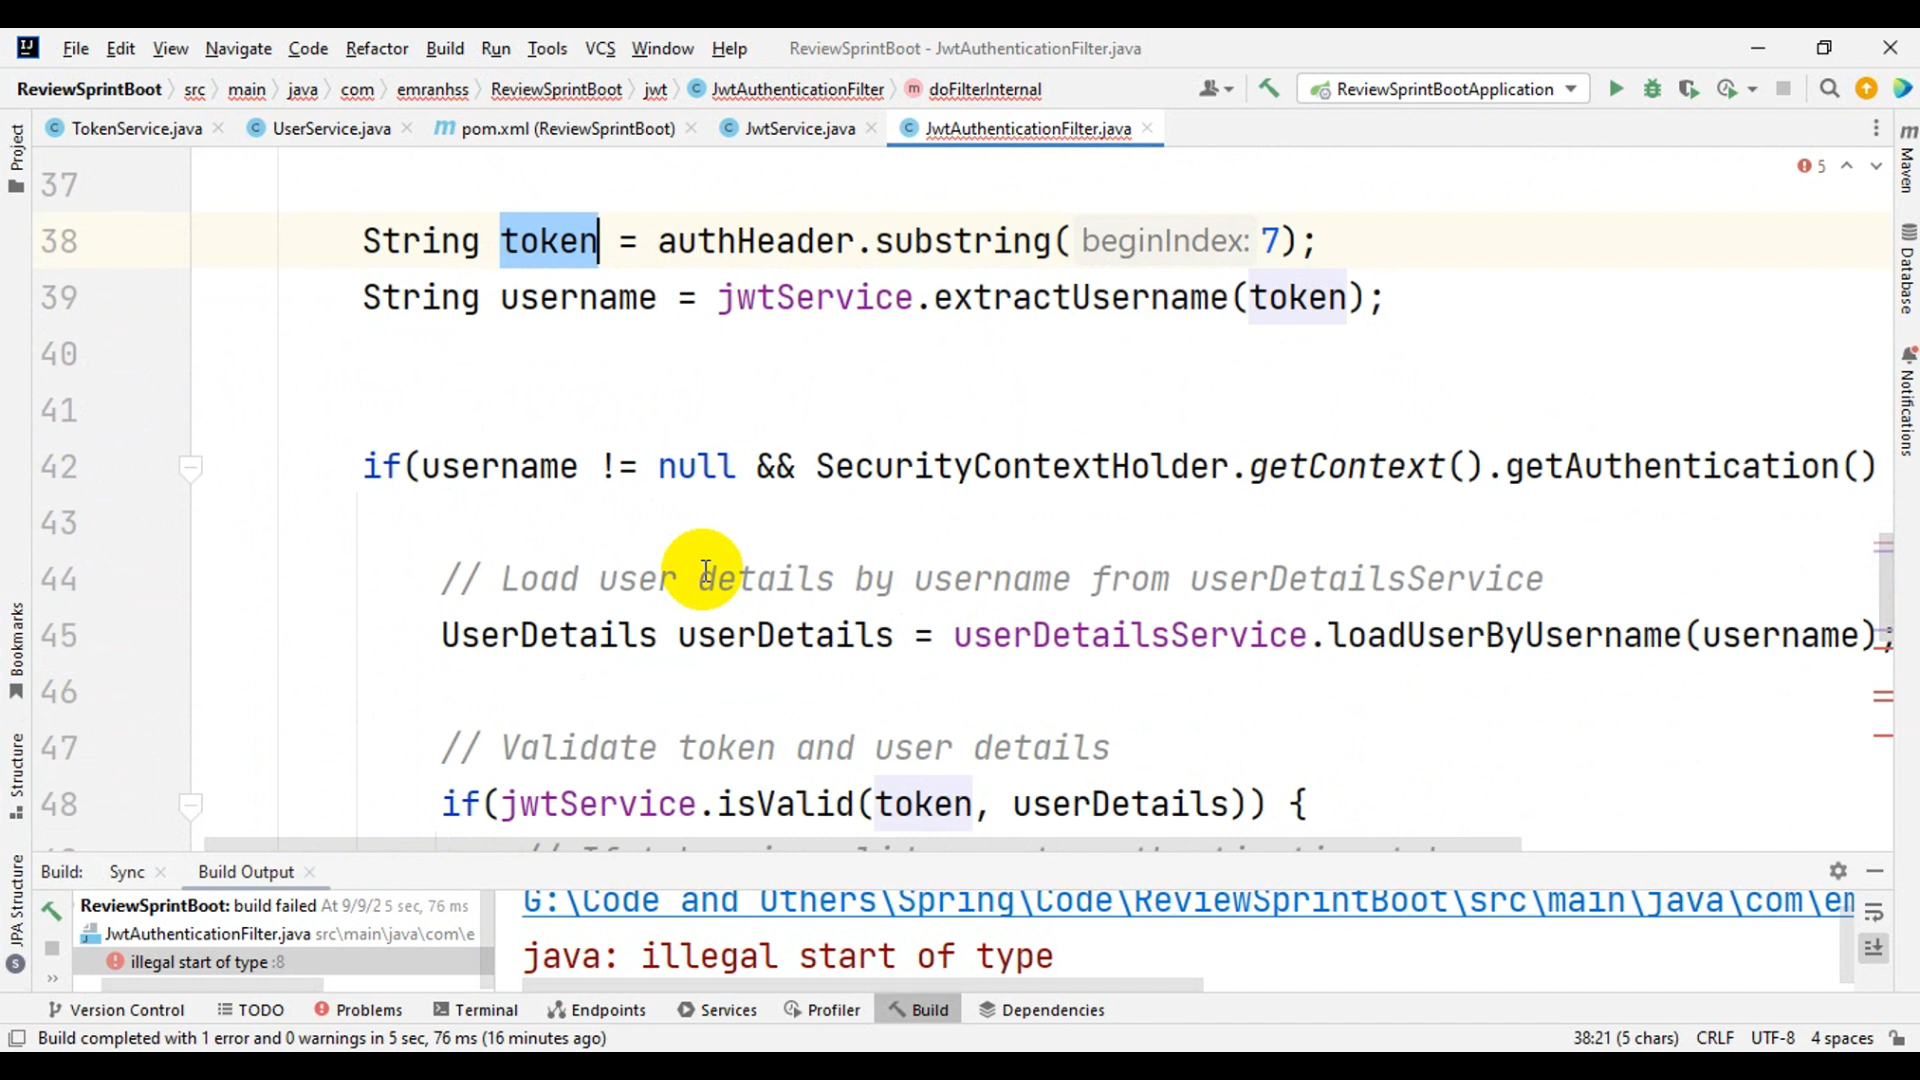 File Edit View Navigate Code Refactor Build Run Tools VCS Window Help ReviewSprintBoot - JwtAuthenticationFilter.java
ReviewSprintBoot src main java com emranhss ReviewSprintBoot jwt JwtAuthenticationFilter doFilterInternal ReviewSprintBootApplication
TokenService.java UserService.java pom.xml (ReviewSprintBoot) JwtService.java JwtAuthenticationFilter.java
Project
Bookmarks
Structure
JPA Structure
Maven
Database
Notifications
5
37
38 String token = authHeader.substring( beginIndex: 7);
39 String username = jwtService.extractUsername(token);
40
41
42 if(username != null && SecurityContextHolder.getContext().getAuthentication()
43
44 // Load user details by username from userDetailsService
45 UserDetails userDetails = userDetailsService.loadUserByUsername(username);
46
47 // Validate token and user details
48 if(jwtService.isValid(token, userDetails)) {
Build: Sync Build Output
ReviewSprintBoot: build failed At 9/9/2 5 sec, 76 ms
JwtAuthenticationFilter.java src\main\java\com\e
illegal start of type :8
G:\Code and Others\Spring\Code\ReviewSprintBoot\src\main\java\com\em
java: illegal start of type
Version Control TODO Problems Terminal Endpoints Services Profiler Build Dependencies
Build completed with 1 error and 0 warnings in 5 sec, 76 ms (16 minutes ago) 38:21 (5 chars) CRLF UTF-8 4 spaces